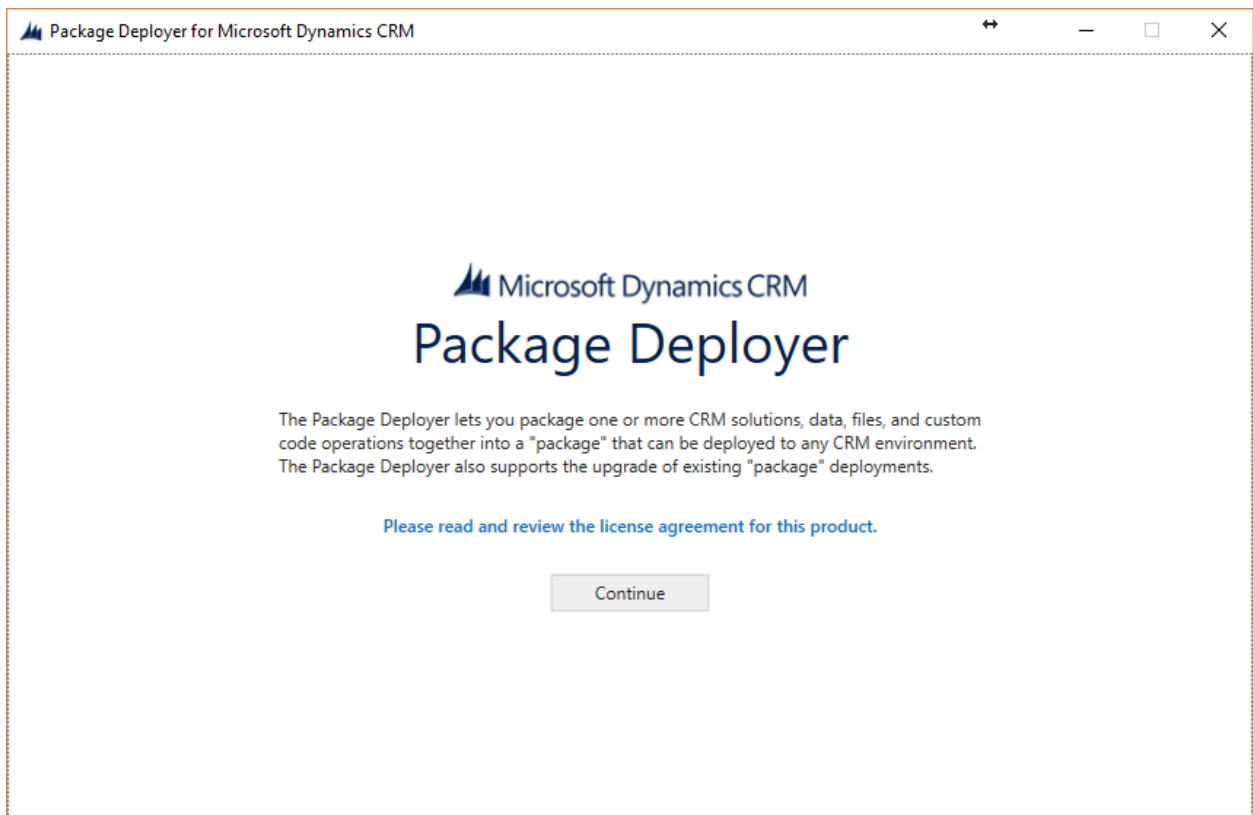 Package Deployer for Microsoft Dynamics CRM
Microsoft Dynamics CRM
Package Deployer
The Package Deployer lets you package one or more CRM solutions, data, files, and custom
code operations together into a "package" that can be deployed to any CRM environment.
The Package Deployer also supports the upgrade of existing "package" deployments.
Please read and review the license agreement for this product.
Continue